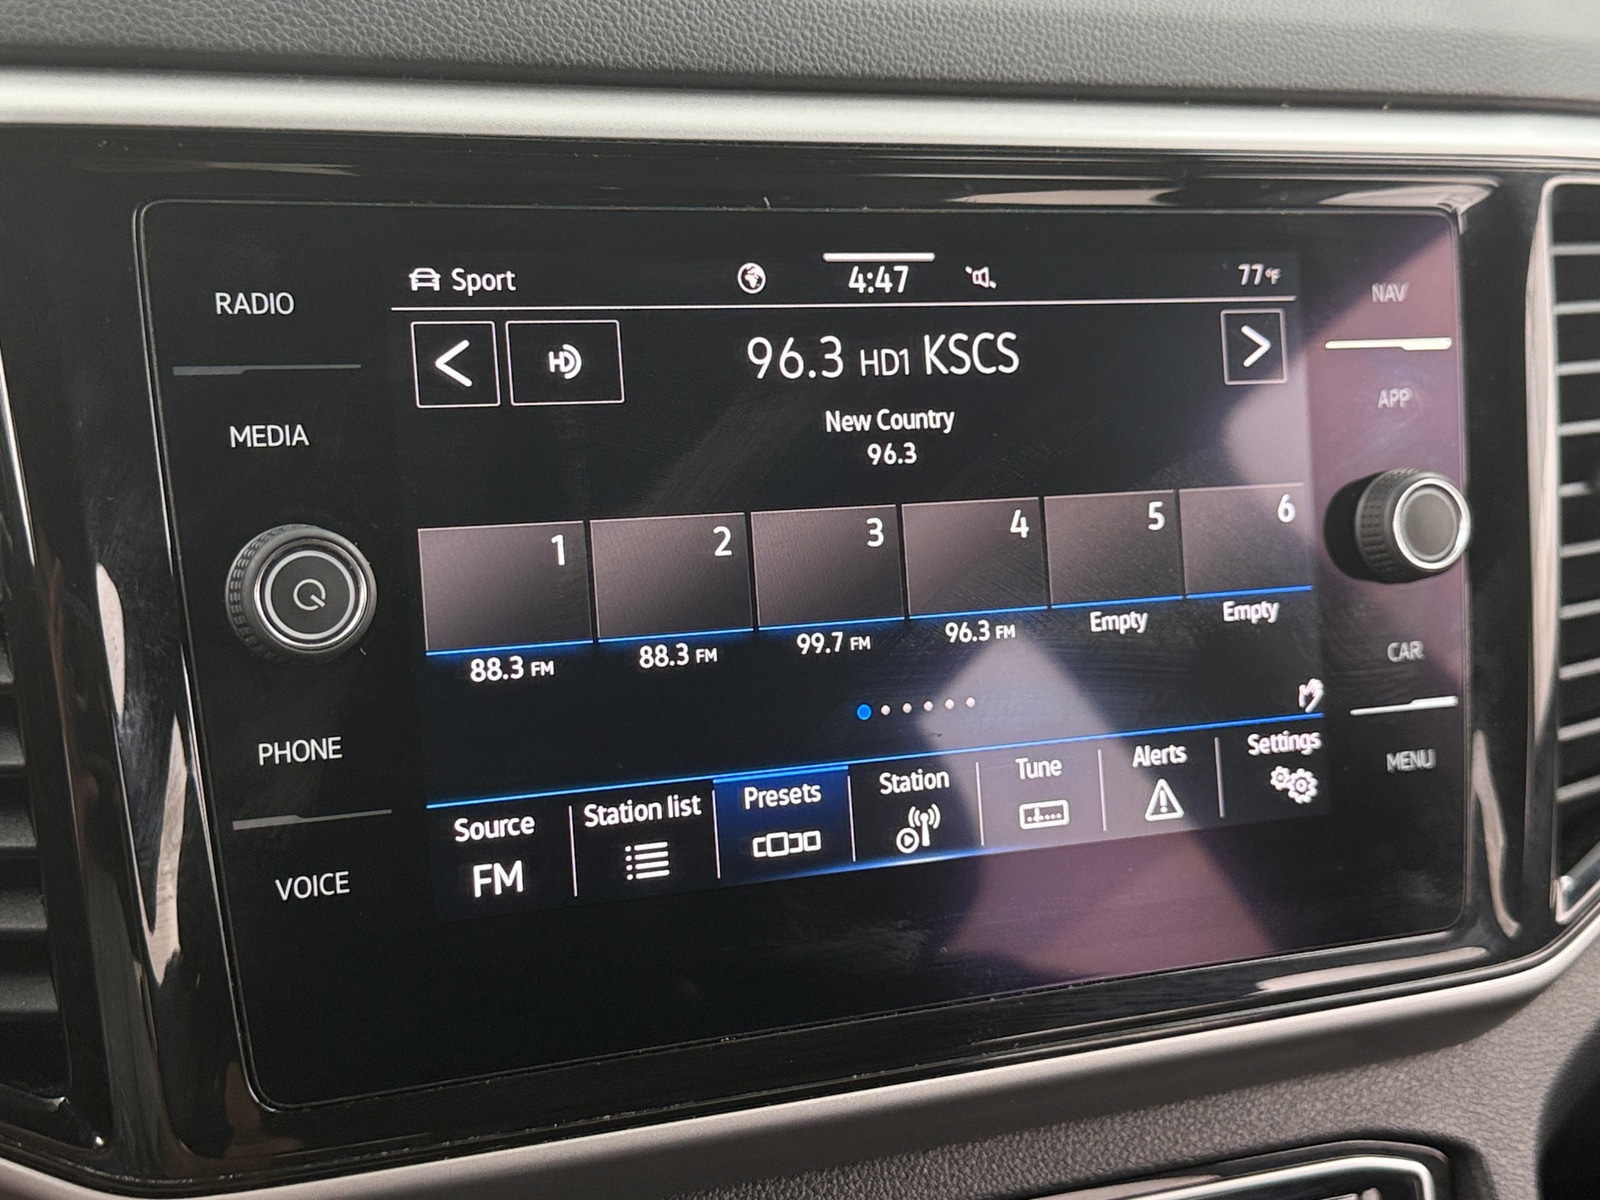 Sport 4:47 77°F
RADIO
NAV
96.3 HD1 KSCS
HD
APP
New Country
96.3
MEDIA
1 2 3 4 5 6
88.3 FM 88.3 FM 99.7 FM 96.3 FM Empty Empty
CAR
PHONE
MENU
Source Station list Presets Station Tune Alerts Settings
FM
VOICE